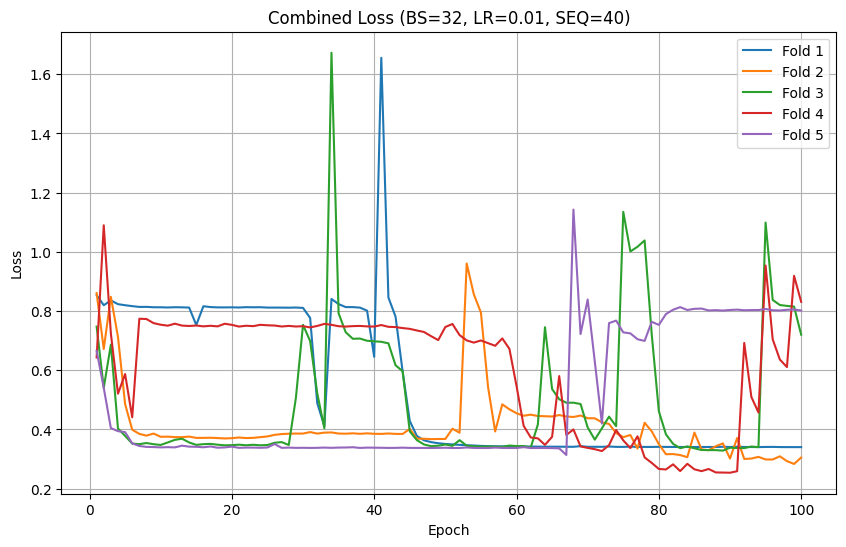 Combined Loss (BS=32, LR=0.01, SEQ=40)
Fold 1
Fold 2
Fold 3
Fold 4
Fold 5
Loss
1.6
1.4
1.2
1.0
0.8
0.6
0.4
0.2
0 20 40 60 80 100
Epoch